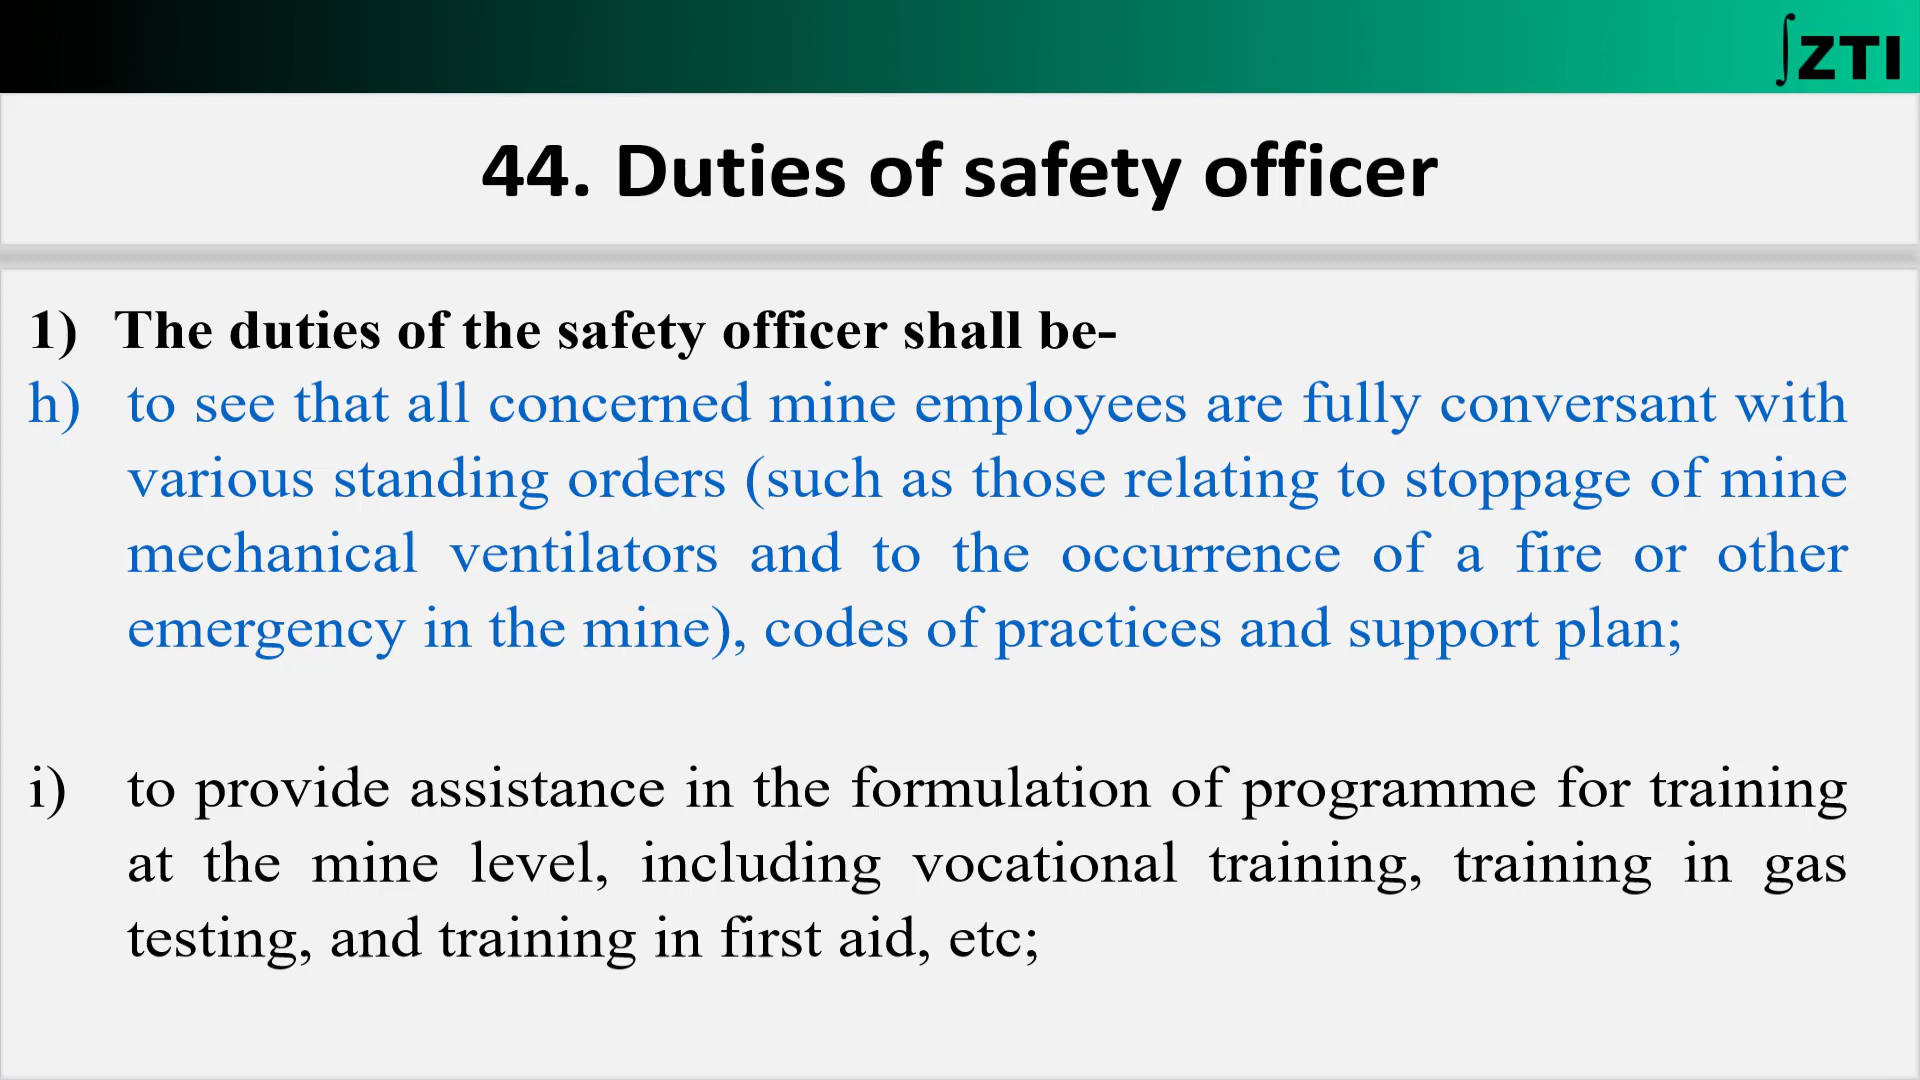 ∫ZTI
44. Duties of safety officer
1) The duties of the safety officer shall be-
h) to see that all concerned mine employees are fully conversant with
various standing orders (such as those relating to stoppage of mine
mechanical ventilators and to the occurrence of a fire or other
emergency in the mine), codes of practices and support plan;
i) to provide assistance in the formulation of programme for training
at the mine level, including vocational training, training in gas
testing, and training in first aid, etc;